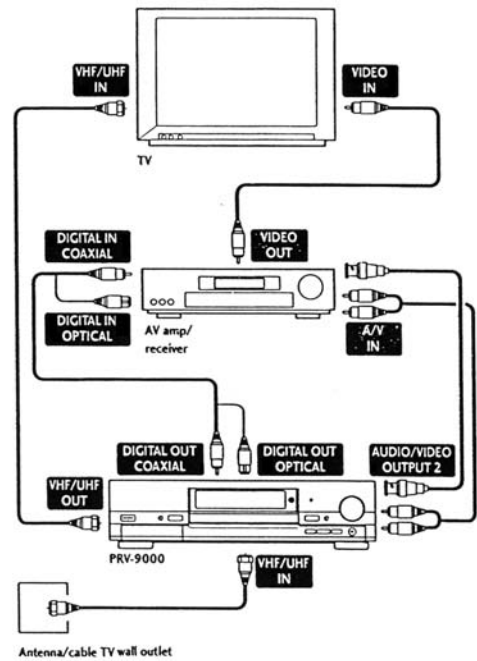 VHF/UHF
IN
VIDEO
IN
TV
DIGITAL IN
COAXIAL
VIDEO
OUT
DIGITAL IN
OPTICAL
AV amp/
receiver
A/V
IN
DIGITAL OUT
COAXIAL
DIGITAL OUT
OPTICAL
AUDIO/VIDEO
OUTPUT 2
VHF/UHF
OUT
PRV-9000
VHF/UHF
IN
Antenna/cable TV wall outlet